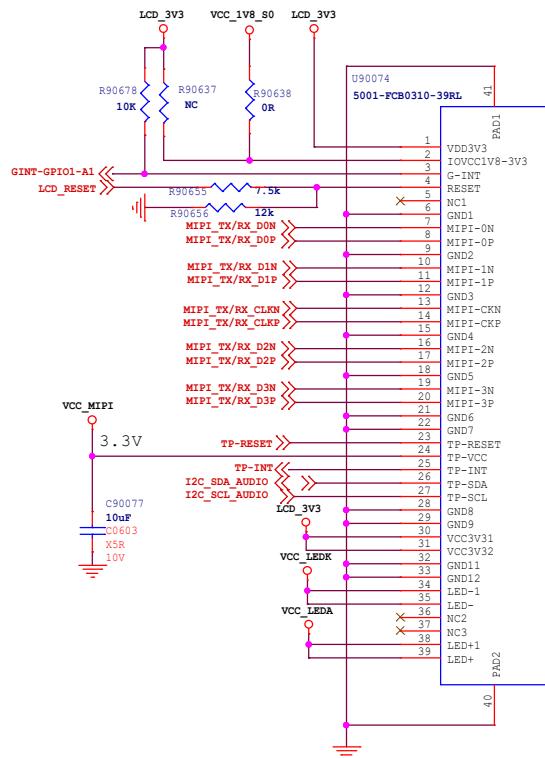 LCD_3V3 VCC_1V8_S0 LCD_3V3
U90074
5001-FCB0310-39RL
R90678 R90637 R90638
10K NC 0R
41
PAD1
1 VDD3V3
2 IOVCC1V8-3V3
GINT-GPIO1-A1 3 G-INT
LCD_RESET R90655 7.5k 4 RESET
5 NC1
R90656 12k 6 GND1
MIPI_TX/RX_D0N 7 MIPI-0N
MIPI_TX/RX_D0P 8 MIPI-0P
9 GND2
MIPI_TX/RX_D1N 10 MIPI-1N
MIPI_TX/RX_D1P 11 MIPI-1P
12 GND3
MIPI_TX/RX_CLKN 13 MIPI-CKN
MIPI_TX/RX_CLKP 14 MIPI-CKP
15 GND4
MIPI_TX/RX_D2N 16 MIPI-2N
MIPI_TX/RX_D2P 17 MIPI-2P
18 GND5
MIPI_TX/RX_D3N 19 MIPI-3N
MIPI_TX/RX_D3P 20 MIPI-3P
VCC_MIPI
21 GND6
22 GND7
3.3V
TP-RESET 23 TP-RESET
24 TP-VCC
TP-INT 25 TP-INT
I2C_SDA_AUDIO 26 TP-SDA
I2C_SCL_AUDIO 27 TP-SCL
C90077
10uF
C0603
X5R
10V
LCD_3V3 28 GND8
29 GND9
30 VCC3V31
31 VCC3V32
VCC_LEDK 32 GND11
33 GND12
34 LED-1
35 LED-
VCC_LEDA 36 NC2
37 NC3
38 LED+1
39 LED+
PAD2
40